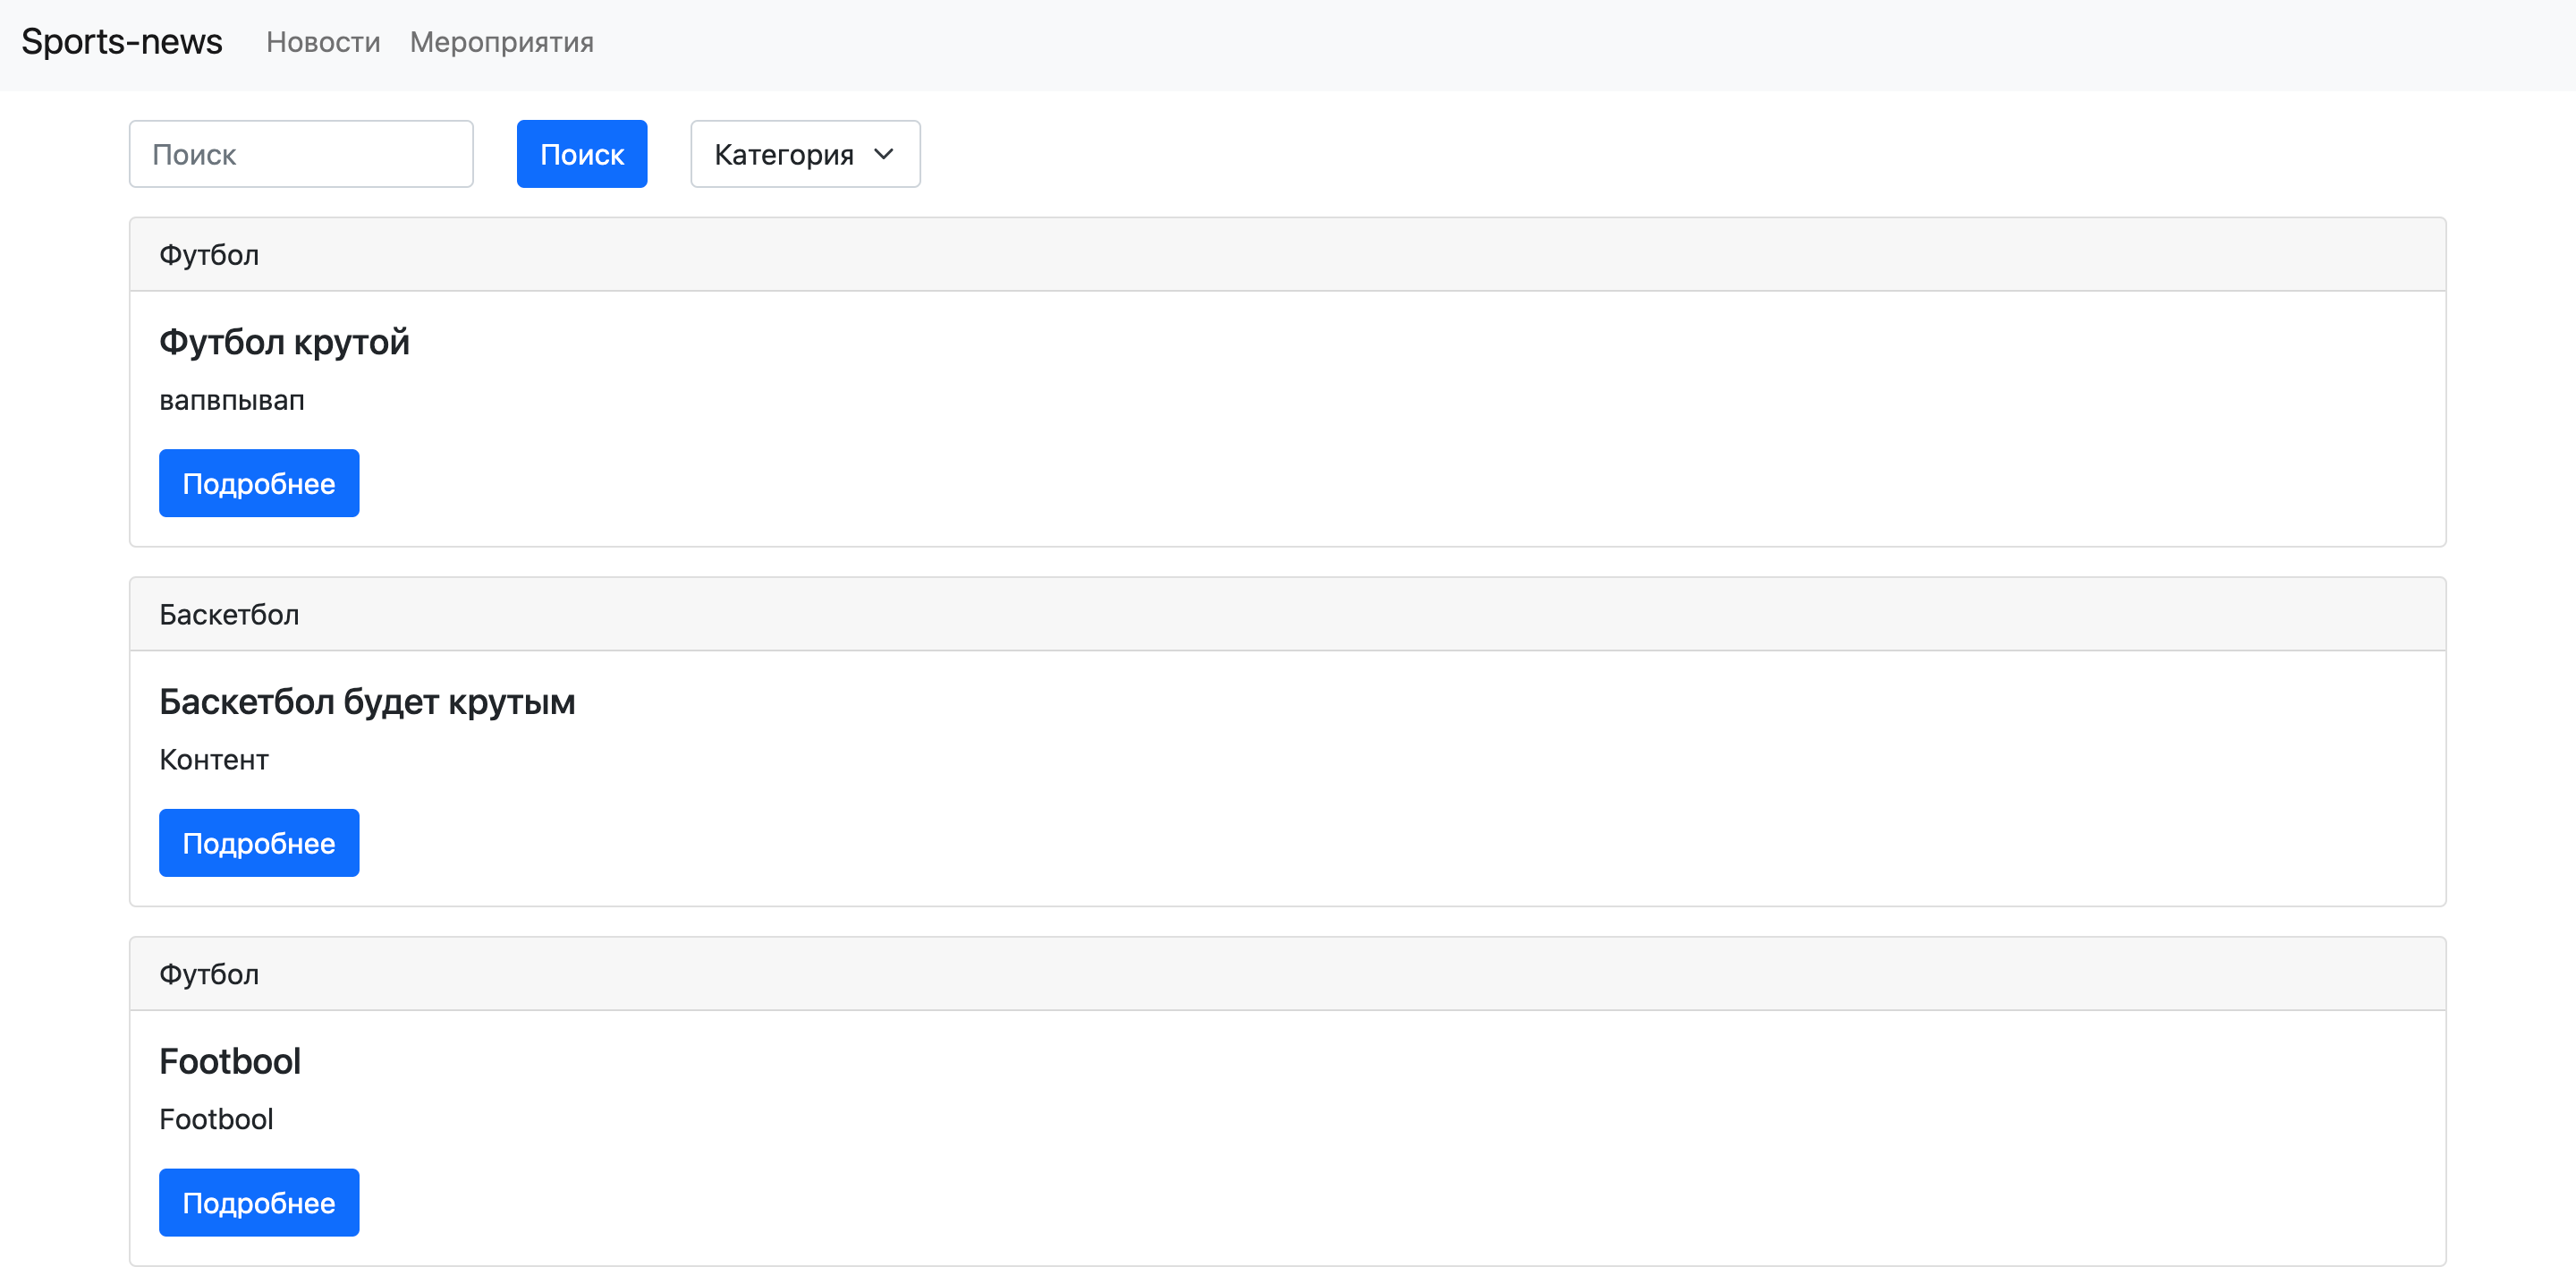 Sports-news Новости Мероприятия
Поиск Поиск Категория
Футбол
Футбол крутой
вапвпывап
Подробнее
Баскетбол
Баскетбол будет крутым
Контент
Подробнее
Футбол
Footbool
Footbool
Подробнее